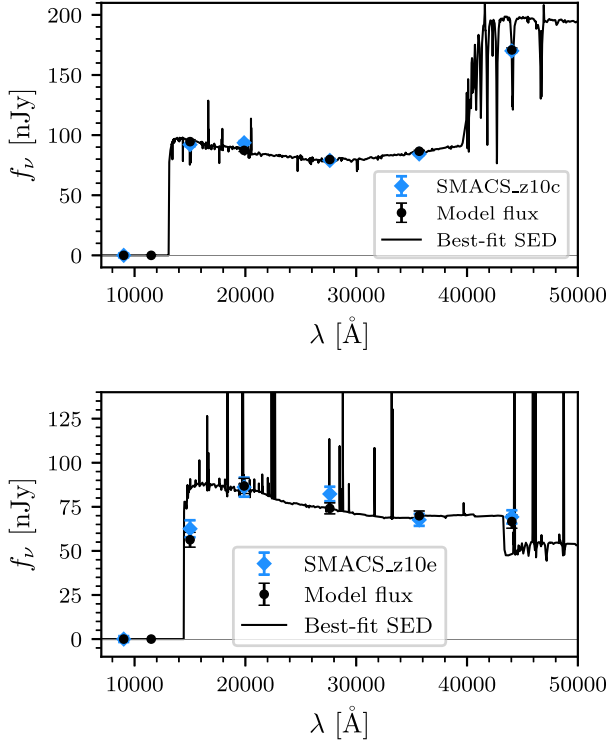 200
150
100
50
0
f_ν [nJy]
SMACS_z10c
Model flux
Best-fit SED
10000 20000 30000 40000 50000
λ [Å]
125
100
75
50
25
0
f_ν [nJy]
SMACS_z10e
Model flux
Best-fit SED
10000 20000 30000 40000 50000
λ [Å]